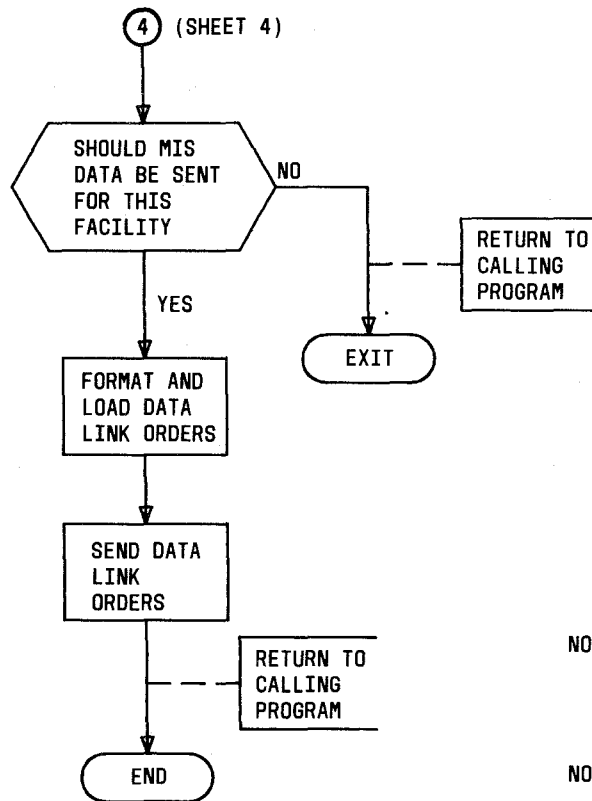 4 (SHEET 4)
SHOULD MIS
DATA BE SENT
FOR THIS
FACILITY
NO
RETURN TO
CALLING
PROGRAM
YES
EXIT
FORMAT AND
LOAD DATA
LINK ORDERS
SEND DATA
LINK
ORDERS
RETURN TO
CALLING
PROGRAM
NO
END
NO